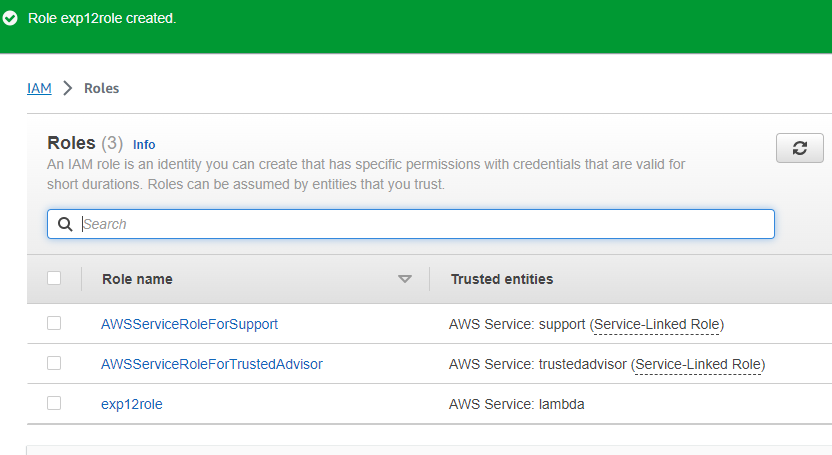 Role exp12role created.
IAM > Roles
Roles (3) Info
An IAM role is an identity you can create that has specific permissions with credentials that are valid for
short durations. Roles can be assumed by entities that you trust.
Search
Role name Trusted entities
AWSServiceRoleForSupport AWS Service: support (Service-Linked Role)
AWSServiceRoleForTrustedAdvisor AWS Service: trustedadvisor (Service-Linked Role)
exp12role AWS Service: lambda